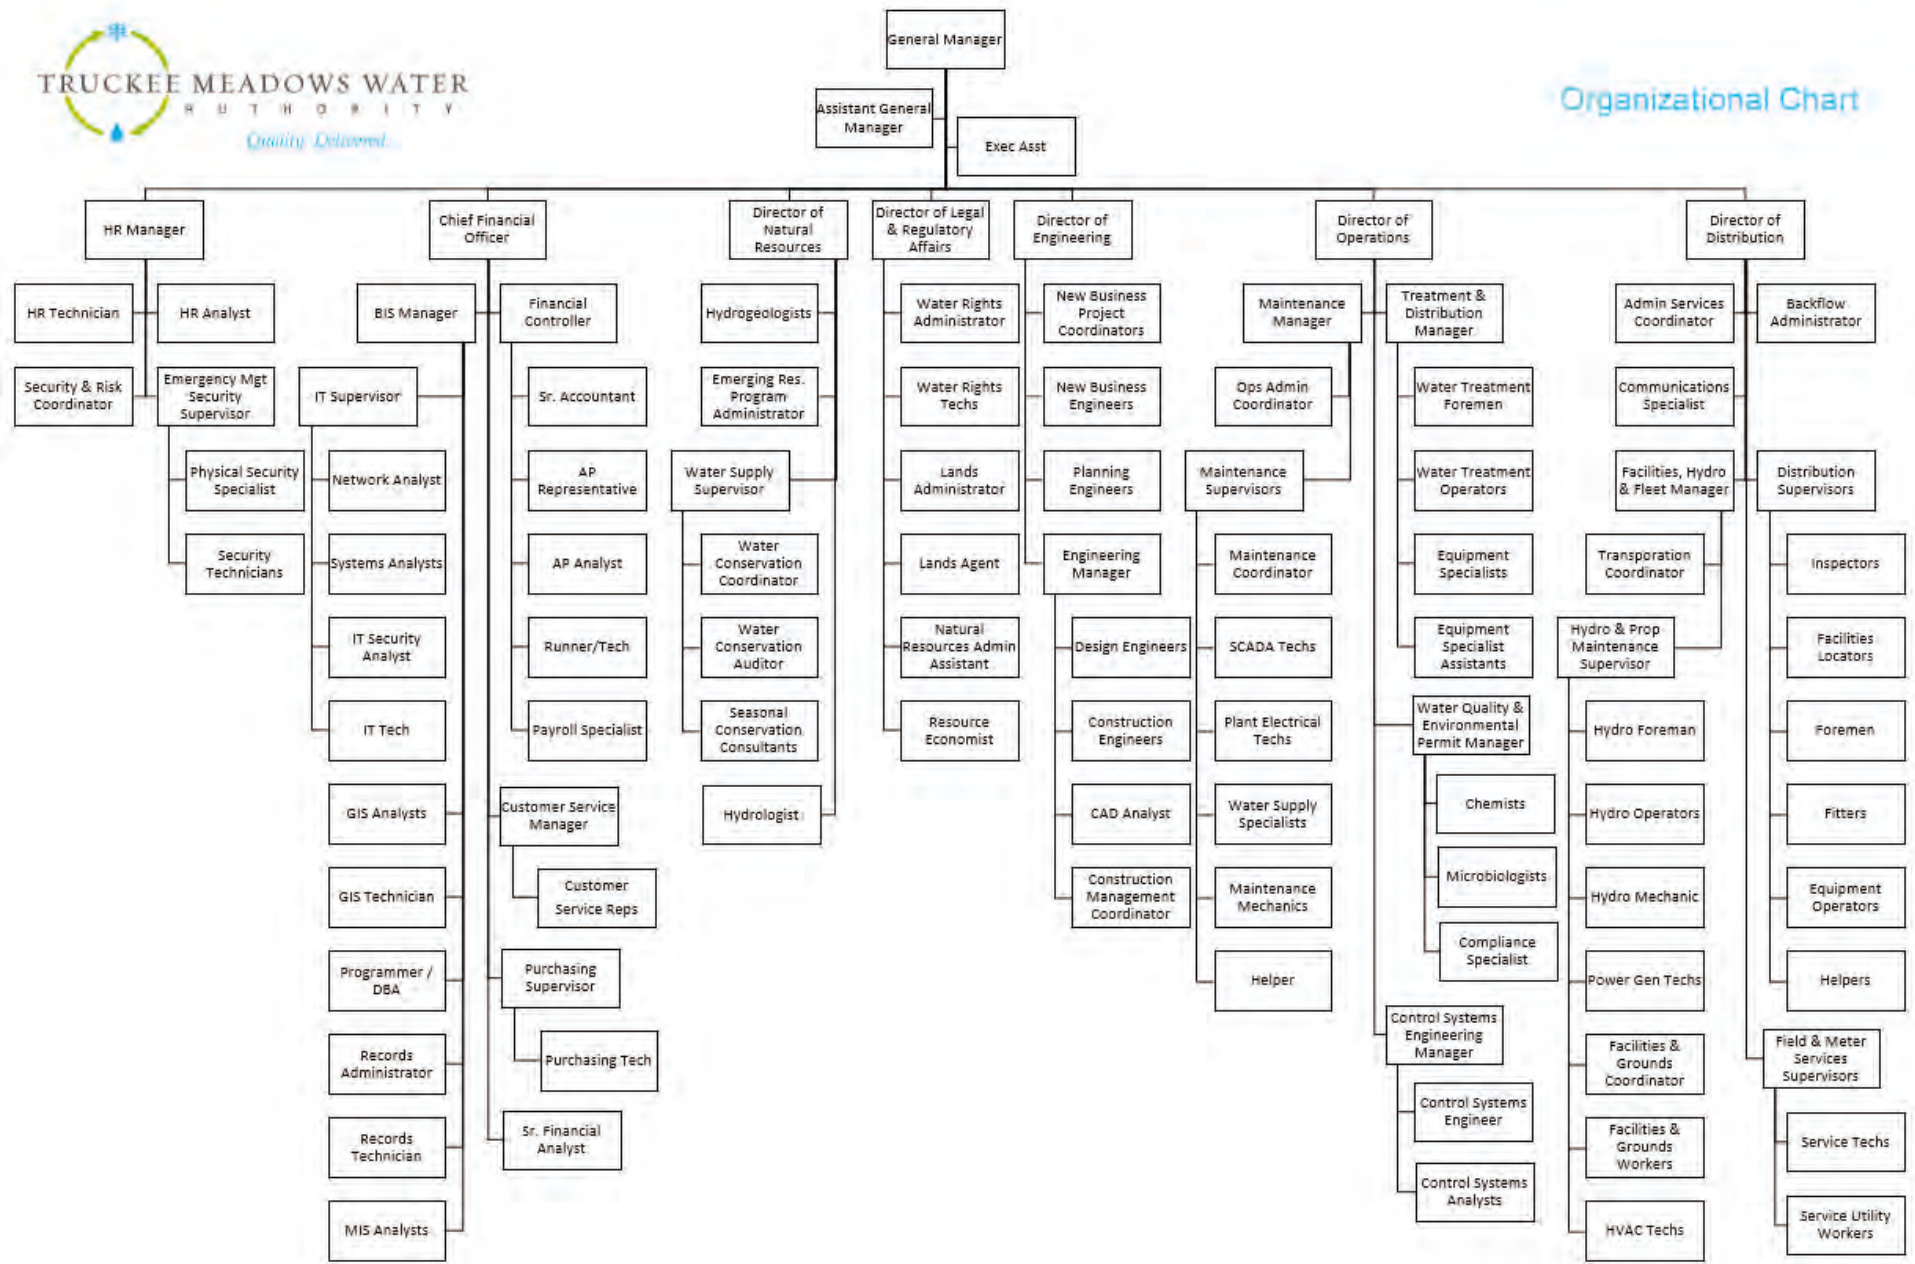 TRUCKEE MEADOWS WATER
AUTHORITY
Quality. Delivered.
Organizational Chart
General Manager
Assistant General
Manager
Exec Asst
HR Manager
HR Technician
HR Analyst
Security & Risk
Coordinator
Emergency Mgt
Security
Supervisor
Physical Security
Specialist
Security
Technicians
Chief Financial
Officer
BIS Manager
IT Supervisor
Network Analyst
Systems Analysts
IT Security
Analyst
IT Tech
GIS Analysts
GIS Technician
Programmer /
DBA
Records
Administrator
Records
Technician
MIS Analysts
Financial
Controller
Sr. Accountant
AP
Representative
AP Analyst
Runner/Tech
Payroll Specialist
Customer Service
Manager
Customer
Service Reps
Purchasing
Supervisor
Purchasing Tech
Sr. Financial
Analyst
Director of
Natural
Resources
Hydrogeologists
Emerging Res.
Program
Administrator
Water Supply
Supervisor
Water
Conservation
Coordinator
Water
Conservation
Auditor
Seasonal
Conservation
Consultants
Hydrologist
Director of Legal
& Regulatory
Affairs
Water Rights
Administrator
Water Rights
Techs
Lands
Administrator
Lands Agent
Natural
Resources Admin
Assistant
Resource
Economist
Director of
Engineering
New Business
Project
Coordinators
New Business
Engineers
Planning
Engineers
Engineering
Manager
Design Engineers
Construction
Engineers
CAD Analyst
Construction
Management
Coordinator
Director of
Operations
Maintenance
Manager
Ops Admin
Coordinator
Maintenance
Supervisors
Maintenance
Coordinator
SCADA Techs
Plant Electrical
Techs
Water Supply
Specialists
Maintenance
Mechanics
Helper
Treatment &
Distribution
Manager
Water Treatment
Foremen
Water Treatment
Operators
Equipment
Specialists
Equipment
Specialist
Assistants
Water Quality &
Environmental
Permit Manager
Chemists
Microbiologists
Compliance
Specialist
Control Systems
Engineering
Manager
Control Systems
Engineer
Control Systems
Analysts
Director of
Distribution
Admin Services
Coordinator
Backflow
Administrator
Communications
Specialist
Facilities, Hydro
& Fleet Manager
Transporation
Coordinator
Hydro & Prop
Maintenance
Supervisor
Hydro Foreman
Hydro Operators
Hydro Mechanic
Power Gen Techs
Facilities &
Grounds
Coordinator
Facilities &
Grounds
Workers
HVAC Techs
Distribution
Supervisors
Inspectors
Facilities
Locators
Foremen
Fitters
Equipment
Operators
Helpers
Field & Meter
Services
Supervisors
Service Techs
Service Utility
Workers